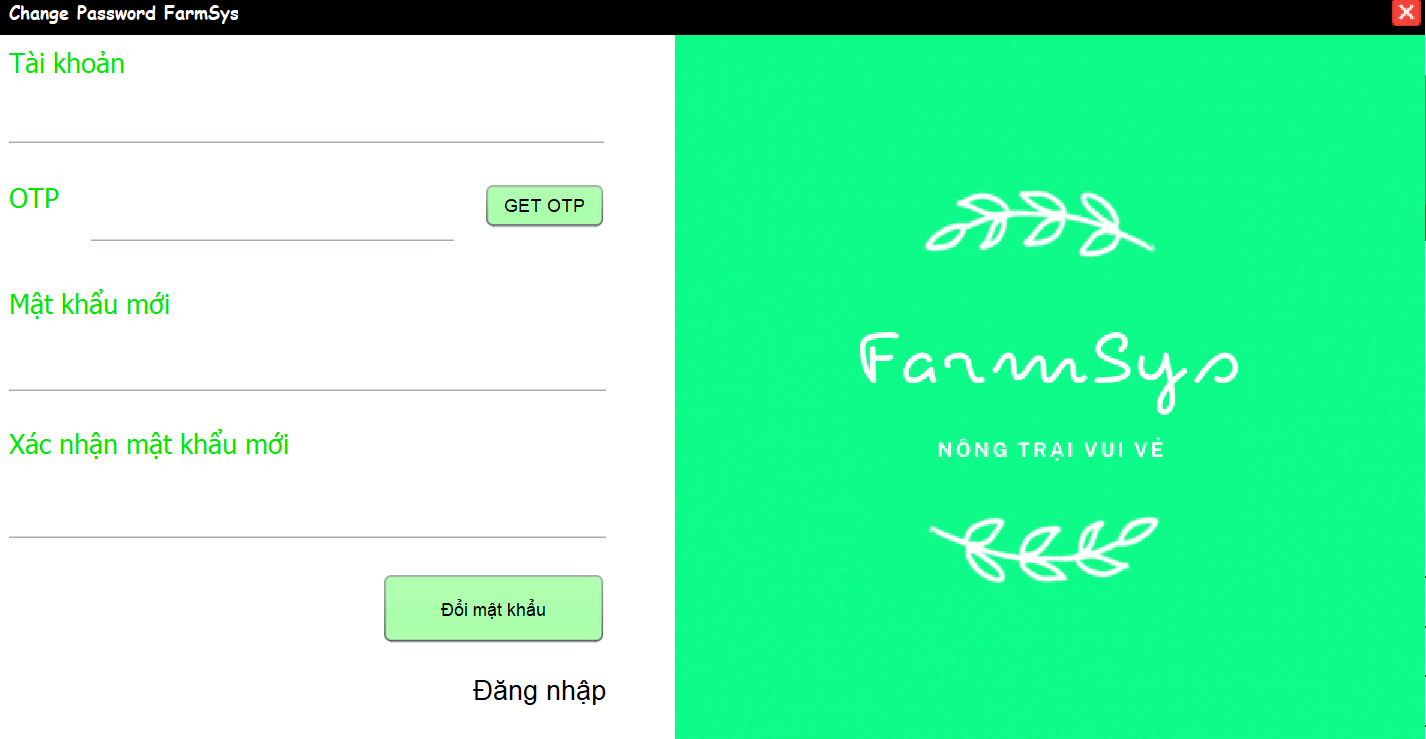 Change Password FarmSys
Tài khoản
OTP
GET OTP
Mật khẩu mới
Xác nhận mật khẩu mới
Đổi mật khẩu
Đăng nhập
FarmSys
NÔNG TRẠI VUI VẺ